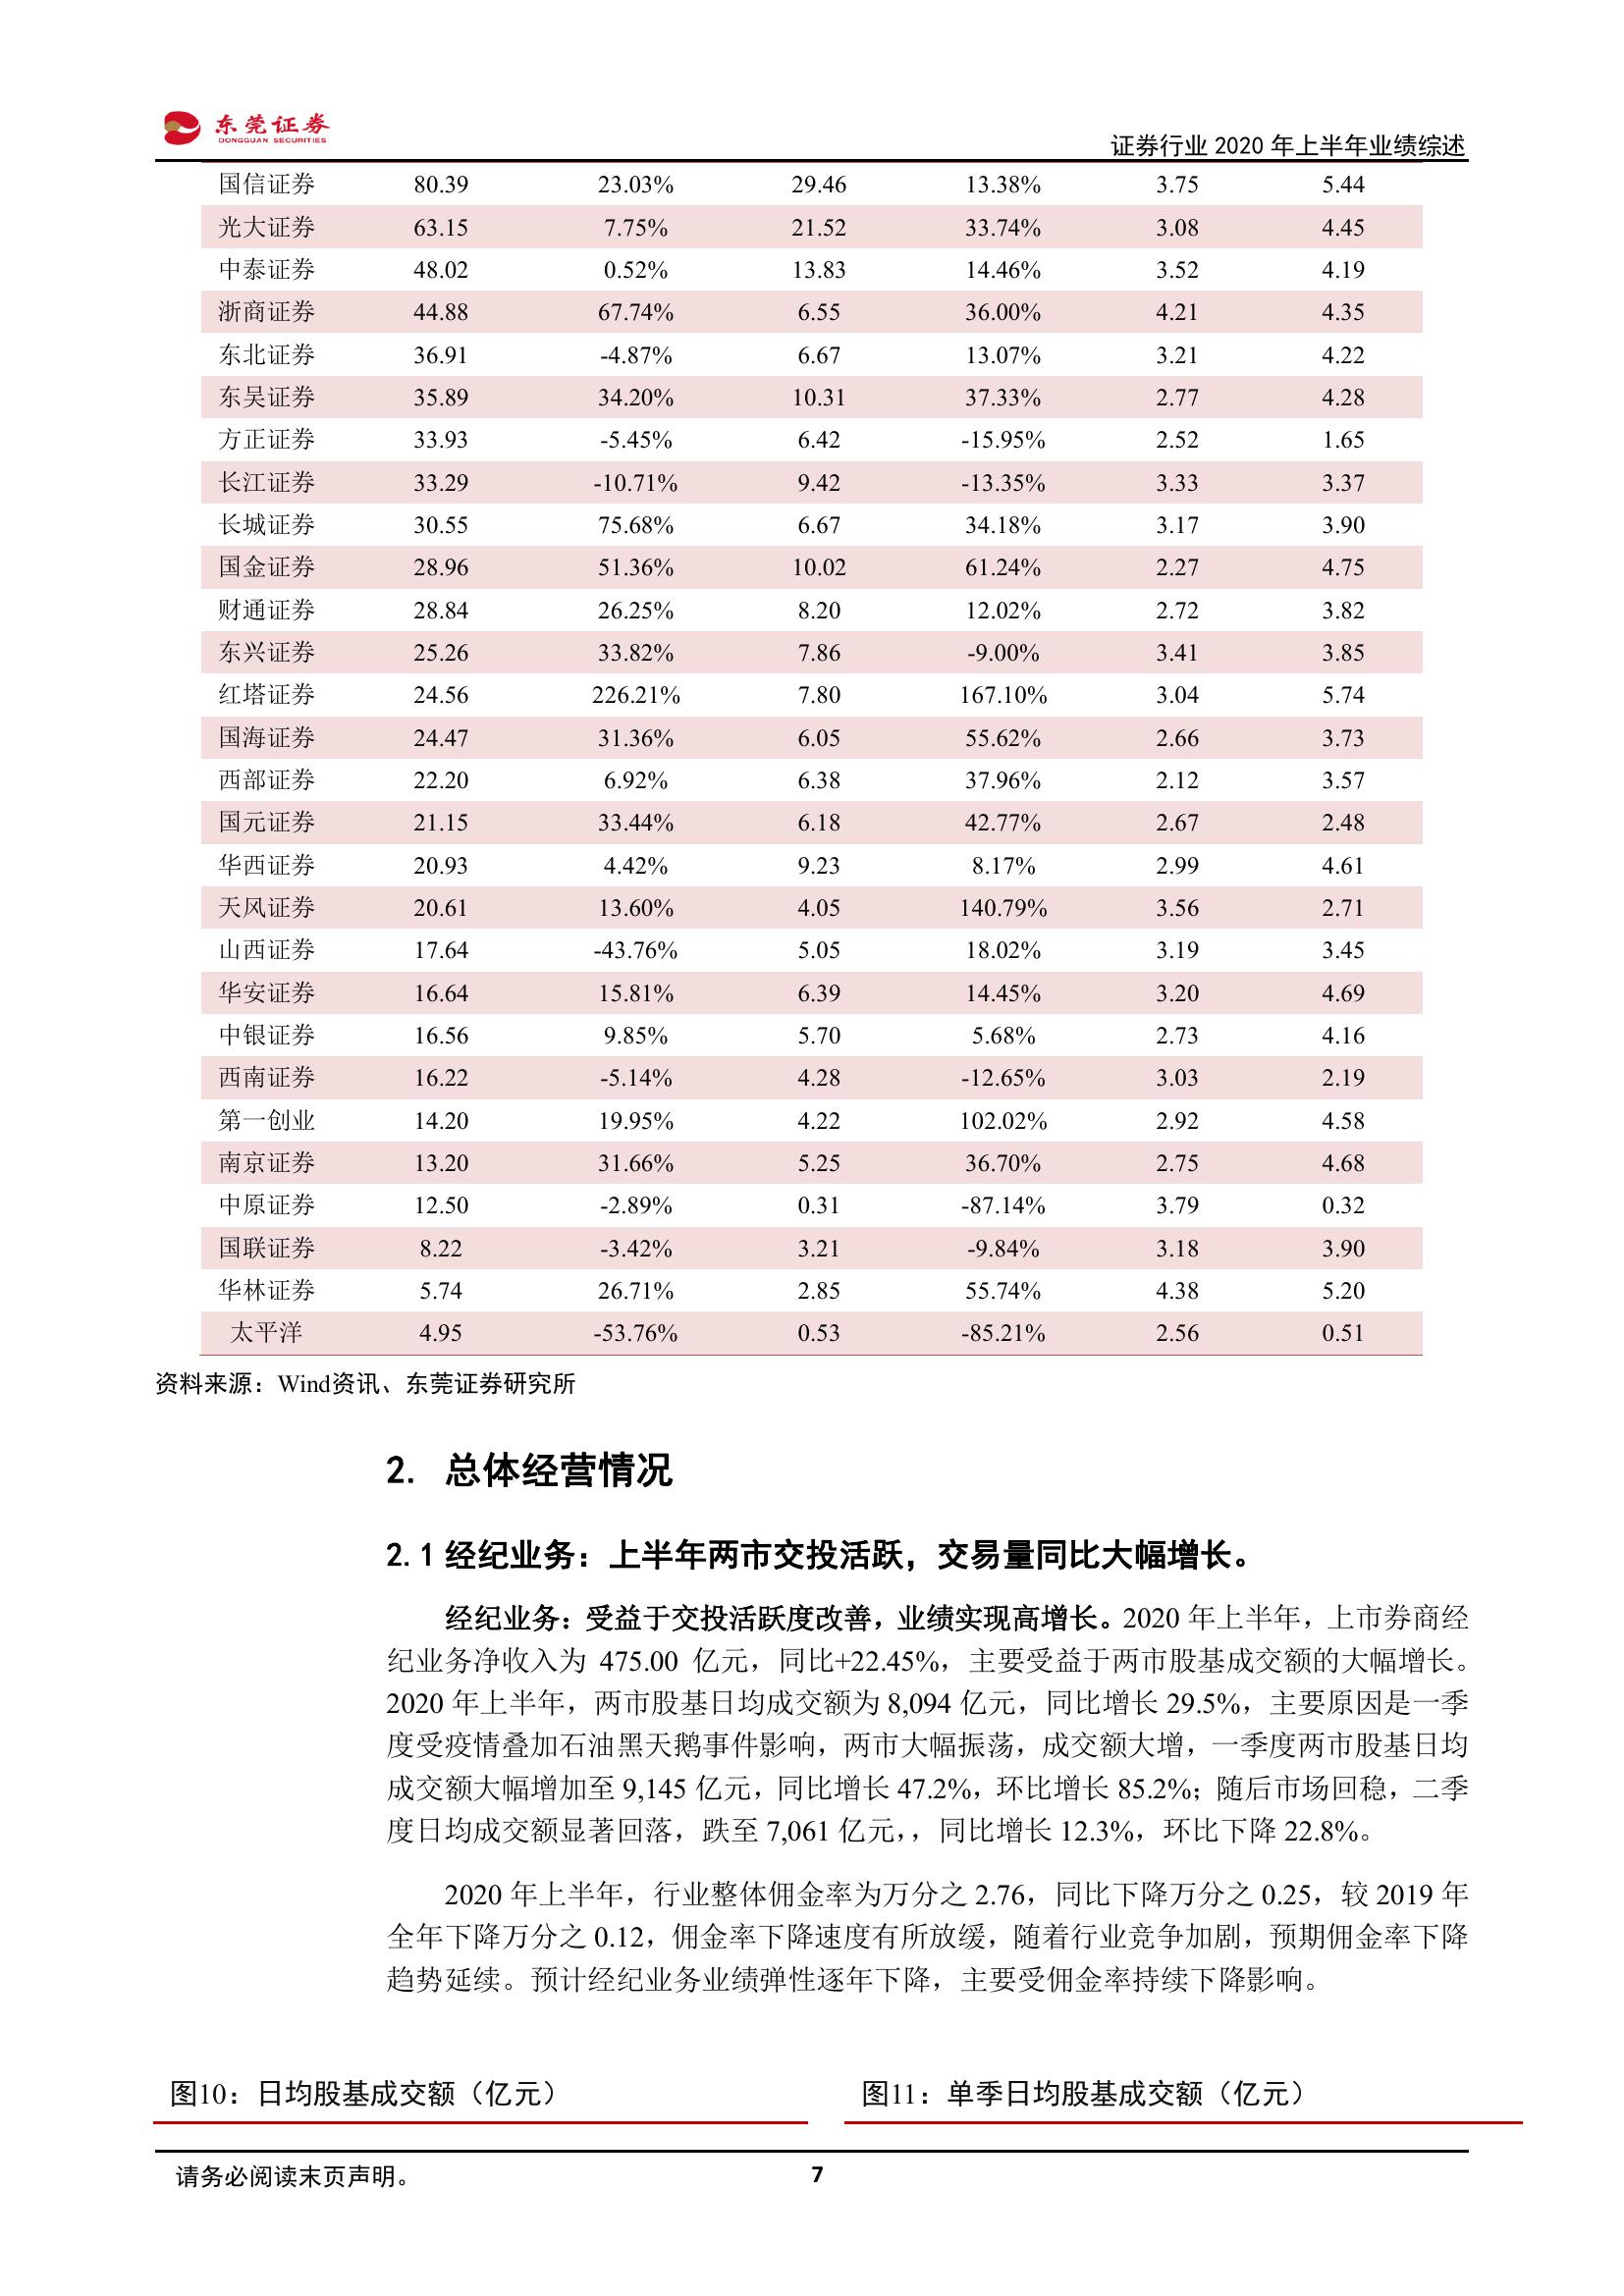 东莞证券
DONGGUAN SECURITIES
证券行业 2020 年上半年业绩综述
国信证券 80.39 23.03% 29.46 13.38% 3.75 5.44
光大证券 63.15 7.75% 21.52 33.74% 3.08 4.45
中泰证券 48.02 0.52% 13.83 14.46% 3.52 4.19
浙商证券 44.88 67.74% 6.55 36.00% 4.21 4.35
东北证券 36.91 -4.87% 6.67 13.07% 3.21 4.22
东吴证券 35.89 34.20% 10.31 37.33% 2.77 4.28
方正证券 33.93 -5.45% 6.42 -15.95% 2.52 1.65
长江证券 33.29 -10.71% 9.42 -13.35% 3.33 3.37
长城证券 30.55 75.68% 6.67 34.18% 3.17 3.90
国金证券 28.96 51.36% 10.02 61.24% 2.27 4.75
财通证券 28.84 26.25% 8.20 12.02% 2.72 3.82
东兴证券 25.26 33.82% 7.86 -9.00% 3.41 3.85
红塔证券 24.56 226.21% 7.80 167.10% 3.04 5.74
国海证券 24.47 31.36% 6.05 55.62% 2.66 3.73
西部证券 22.20 6.92% 6.38 37.96% 2.12 3.57
国元证券 21.15 33.44% 6.18 42.77% 2.67 2.48
华西证券 20.93 4.42% 9.23 8.17% 2.99 4.61
天风证券 20.61 13.60% 4.05 140.79% 3.56 2.71
山西证券 17.64 -43.76% 5.05 18.02% 3.19 3.45
华安证券 16.64 15.81% 6.39 14.45% 3.20 4.69
中银证券 16.56 9.85% 5.70 5.68% 2.73 4.16
西南证券 16.22 -5.14% 4.28 -12.65% 3.03 2.19
第一创业 14.20 19.95% 4.22 102.02% 2.92 4.58
南京证券 13.20 31.66% 5.25 36.70% 2.75 4.68
中原证券 12.50 -2.89% 0.31 -87.14% 3.79 0.32
国联证券 8.22 -3.42% 3.21 -9.84% 3.18 3.90
华林证券 5.74 26.71% 2.85 55.74% 4.38 5.20
太平洋 4.95 -53.76% 0.53 -85.21% 2.56 0.51
资料来源：Wind资讯、东莞证券研究所
2. 总体经营情况
2.1 经纪业务：上半年两市交投活跃，交易量同比大幅增长。
经纪业务：受益于交投活跃度改善，业绩实现高增长。2020 年上半年，上市券商经
纪业务净收入为 475.00 亿元，同比+22.45%，主要受益于两市股基成交额的大幅增长。
2020 年上半年，两市股基日均成交额为 8,094 亿元，同比增长 29.5%，主要原因是一季
度受疫情叠加石油黑天鹅事件影响，两市大幅振荡，成交额大增，一季度两市股基日均
成交额大幅增加至 9,145 亿元，同比增长 47.2%，环比增长 85.2%；随后市场回稳，二季
度日均成交额显著回落，跌至 7,061 亿元，，同比增长 12.3%，环比下降 22.8%。
2020 年上半年，行业整体佣金率为万分之 2.76，同比下降万分之 0.25，较 2019 年
全年下降万分之 0.12，佣金率下降速度有所放缓，随着行业竞争加剧，预期佣金率下降
趋势延续。预计经纪业务业绩弹性逐年下降，主要受佣金率持续下降影响。
图10：日均股基成交额（亿元）
图11：单季日均股基成交额（亿元）
请务必阅读末页声明。
7